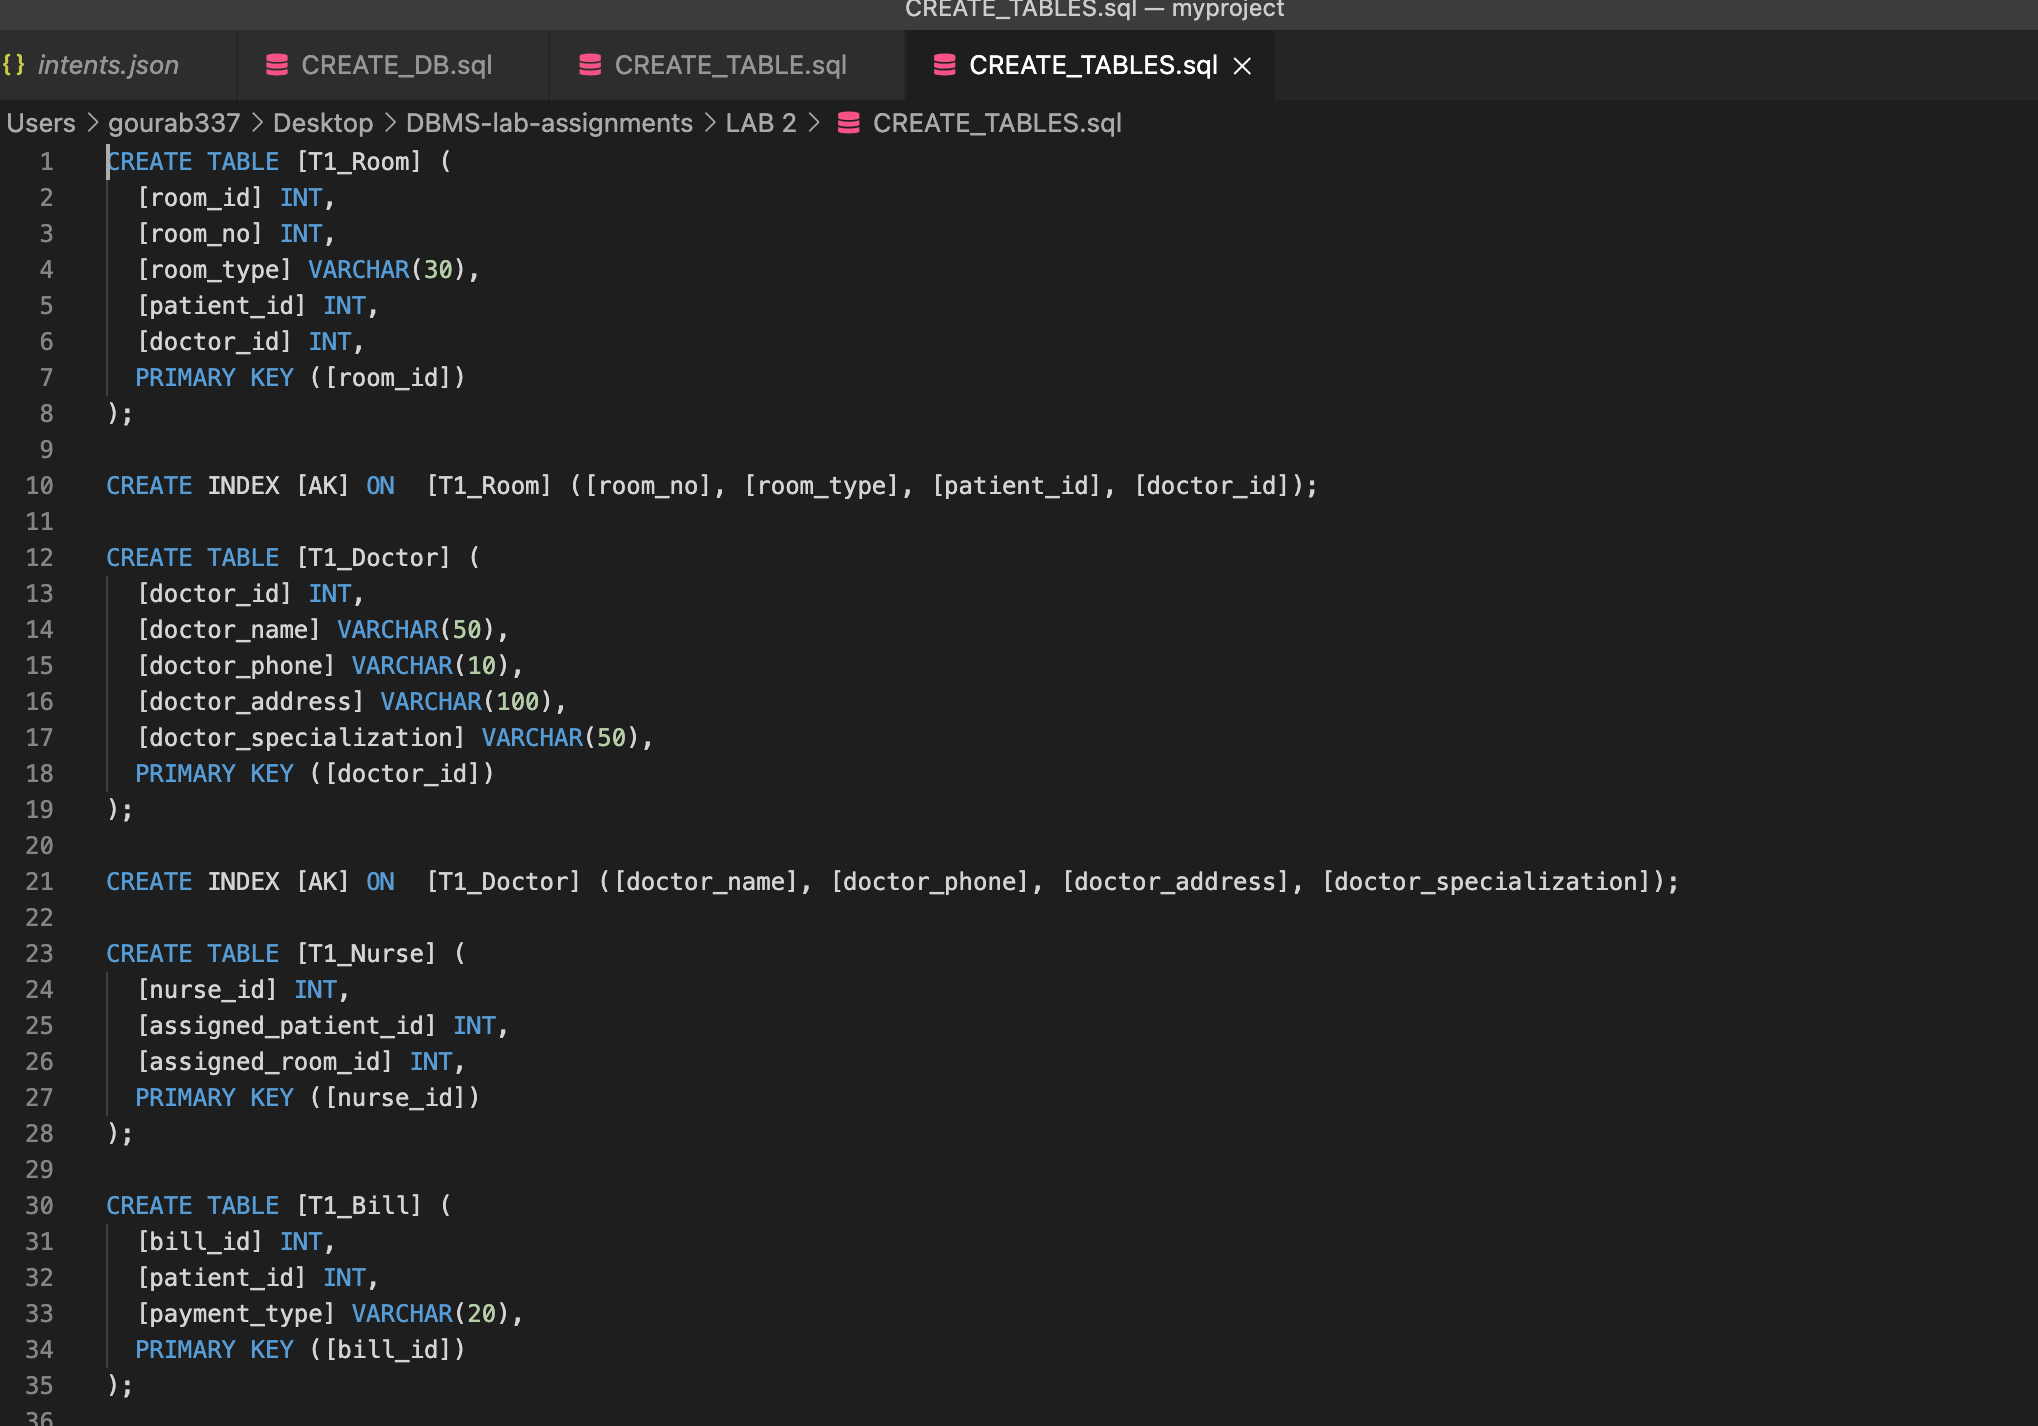 CREATE_TABLES.sql — myproject
{} intents.json CREATE_DB.sql CREATE_TABLE.sql CREATE_TABLES.sql ×
Users > gourab337 > Desktop > DBMS-lab-assignments > LAB 2 > CREATE_TABLES.sql
1 CREATE TABLE [T1_Room] (
2   [room_id] INT,
3   [room_no] INT,
4   [room_type] VARCHAR(30),
5   [patient_id] INT,
6   [doctor_id] INT,
7   PRIMARY KEY ([room_id])
8 );
9
10 CREATE INDEX [AK] ON  [T1_Room] ([room_no], [room_type], [patient_id], [doctor_id]);
11
12 CREATE TABLE [T1_Doctor] (
13   [doctor_id] INT,
14   [doctor_name] VARCHAR(50),
15   [doctor_phone] VARCHAR(10),
16   [doctor_address] VARCHAR(100),
17   [doctor_specialization] VARCHAR(50),
18   PRIMARY KEY ([doctor_id])
19 );
20
21 CREATE INDEX [AK] ON  [T1_Doctor] ([doctor_name], [doctor_phone], [doctor_address], [doctor_specialization]);
22
23 CREATE TABLE [T1_Nurse] (
24   [nurse_id] INT,
25   [assigned_patient_id] INT,
26   [assigned_room_id] INT,
27   PRIMARY KEY ([nurse_id])
28 );
29
30 CREATE TABLE [T1_Bill] (
31   [bill_id] INT,
32   [patient_id] INT,
33   [payment_type] VARCHAR(20),
34   PRIMARY KEY ([bill_id])
35 );
36